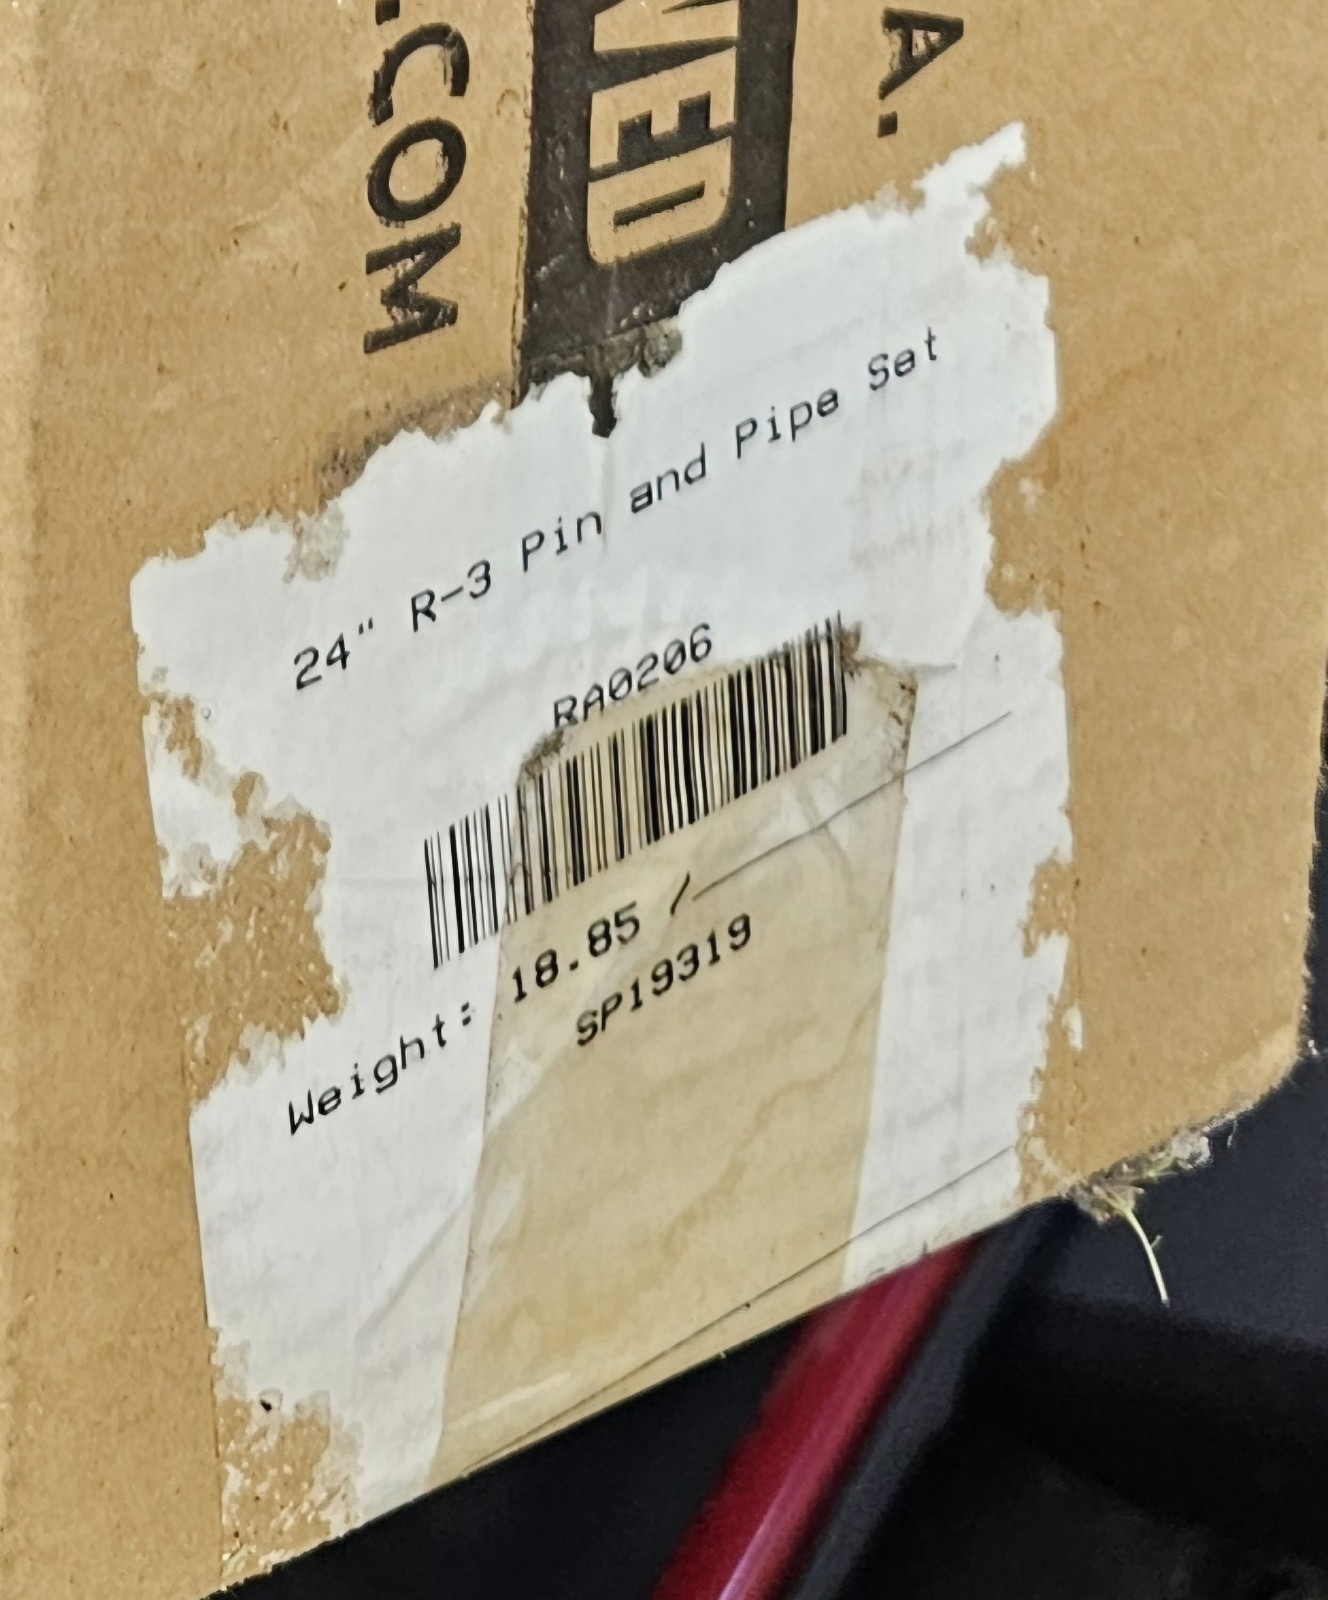 .COM
A.
24" R-3 Pin and Pipe Set
RA0206
Weight: 18.85 /
SP19319